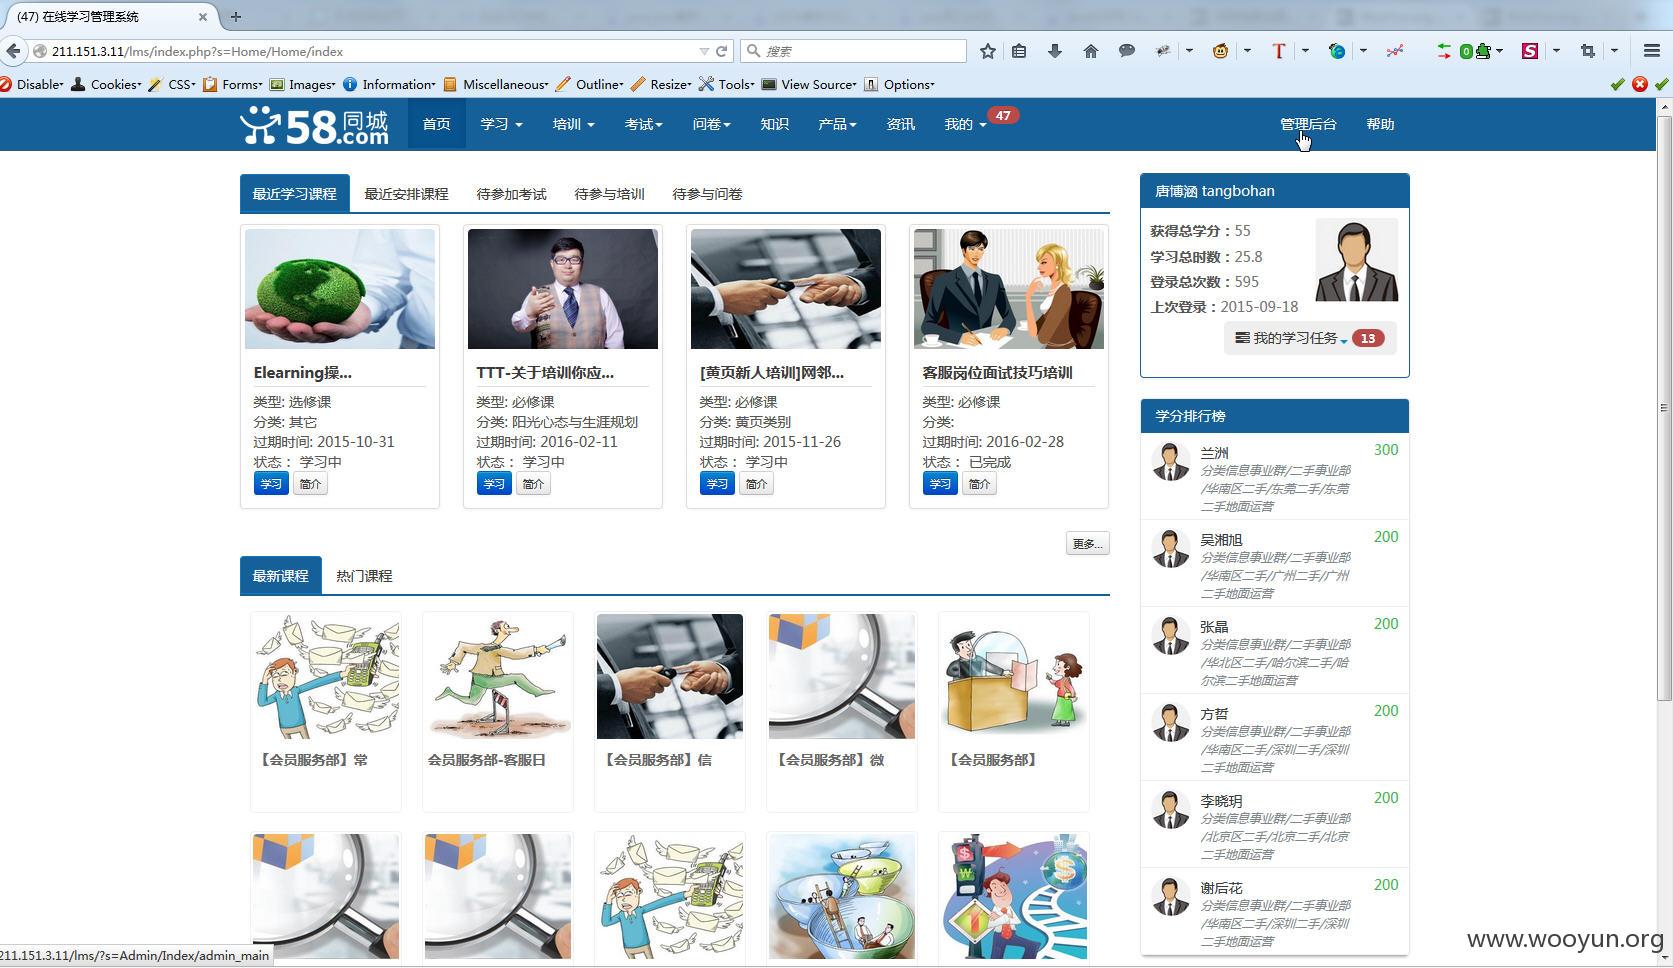 (47) 在线学习管理系统
211.151.3.11/lms/index.php?s=Home/Home/index
搜索
Disable Cookies CSS Forms Images Information Miscellaneous Outline Resize Tools View Source Options
58同城.com
首页 学习 培训 考试 问卷 知识 产品 资讯 我的 47 管理后台 帮助
最近学习课程 最近安排课程 待参加考试 待参与培训 待参与问卷
Elearning操...
类型: 选修课
分类: 其它
过期时间: 2015-10-31
状态： 学习中
学习 简介
TTT-关于培训你应...
类型: 必修课
分类: 阳光心态与生涯规划
过期时间: 2016-02-11
状态： 学习中
学习 简介
[黄页新人培训]网邻...
类型: 必修课
分类: 黄页类别
过期时间: 2015-11-26
状态： 学习中
学习 简介
客服岗位面试技巧培训
类型: 必修课
分类:
过期时间: 2016-02-28
状态： 已完成
学习 简介
更多...
最新课程 热门课程
【会员服务部】常
会员服务部-客服日
【会员服务部】信
【会员服务部】微
【会员服务部】
唐博涵 tangbohan
获得总学分：55
学习总时数：25.8
登录总次数：595
上次登录：2015-09-18
我的学习任务 13
学分排行榜
兰洲 300
分类信息事业群/二手事业部
/华南区二手/东莞二手/东莞
二手地面运营
吴湘旭 200
分类信息事业群/二手事业部
/华南区二手/广州二手/广州
二手地面运营
张晶 200
分类信息事业群/二手事业部
/华北区二手/哈尔滨二手/哈
尔滨二手地面运营
方哲 200
分类信息事业群/二手事业部
/华南区二手/深圳二手/深圳
二手地面运营
李晓玥 200
分类信息事业群/二手事业部
/北京区二手/北京二手/北京
二手地面运营
谢后花 200
分类信息事业群/二手事业部
/华南区二手/深圳二手/深圳
二手地面运营
211.151.3.11/lms/?s=Admin/Index/admin_main
www.wooyun.org